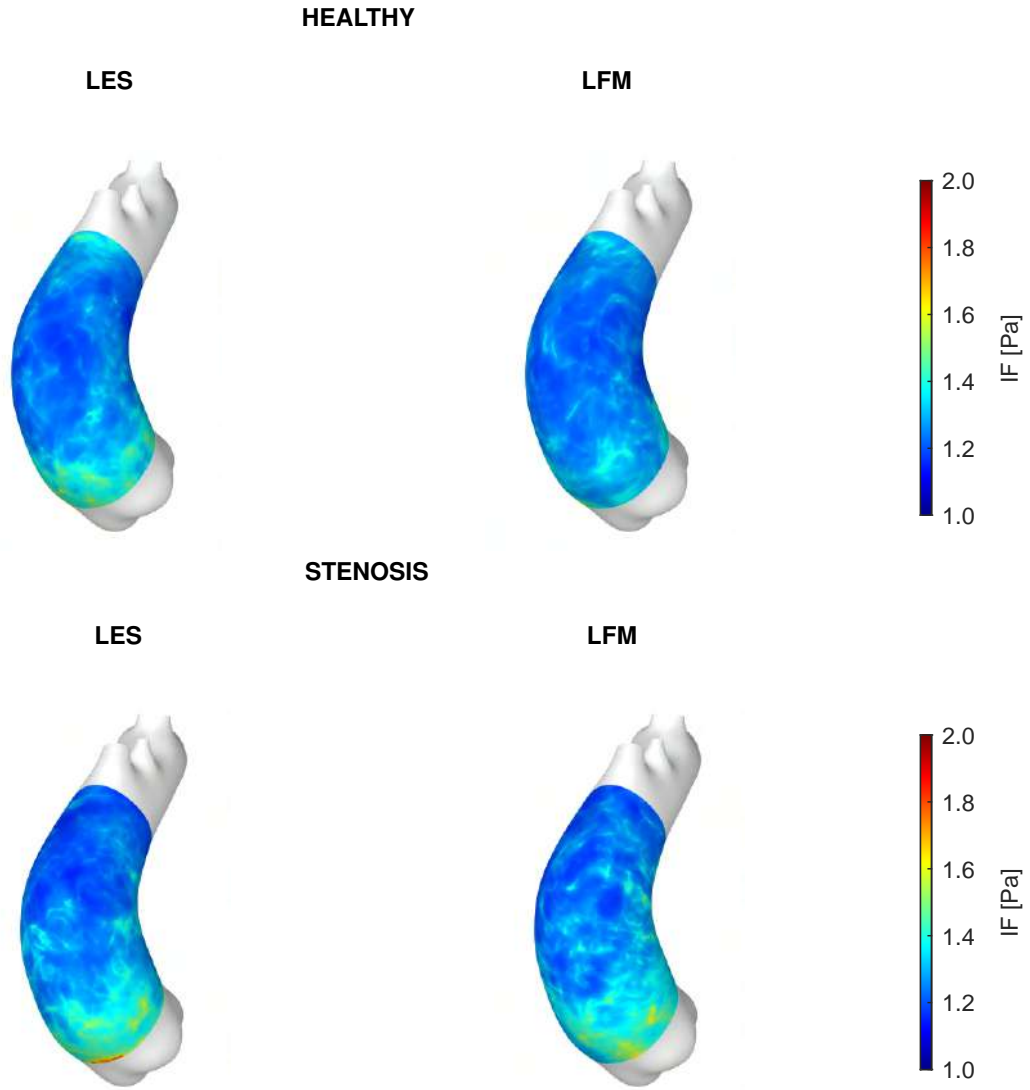 HEALTHY
LES
LFM
2.0
1.8
1.6
1.4
1.2
1.0
IF [Pa]
STENOSIS
LES
LFM
2.0
1.8
1.6
1.4
1.2
1.0
IF [Pa]